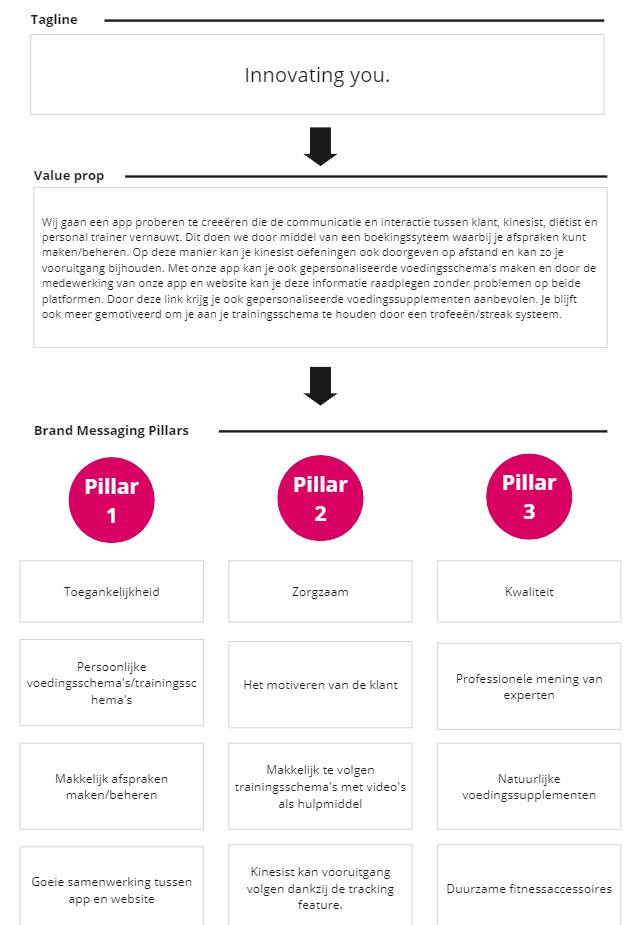 Tagline
Innovating you.
Value prop
Wij gaan een app proberen te creeëren die de communicatie en interactie tussen klant, kinesist, diëtist en
personal trainer vernauwt. Dit doen we door middel van een boekingssyteem waarbij je afspraken kunt
maken/beheren. Op deze manier kan je kinesist oefeningen ook doorgeven op afstand en kan zo je
vooruitgang bijhouden. Met onze app kan je ook gepersonaliseerde voedingsschema's maken en door de
medewerking van onze app en website kan je deze informatie raadplegen zonder problemen op beide
platformen. Door deze link krijg je ook gepersonaliseerde voedingssupplementen aanbevolen. Je blijft
ook meer gemotiveerd om je aan je trainingsschema te houden door een trofeeën/streak systeem.
Brand Messaging Pillars
Pillar
1
Pillar
2
Pillar
3
Toegankelijkheid
Zorgzaam
Kwaliteit
Persoonlijke
voedingsschema's/trainingssc
hema's
Het motiveren van de klant
Professionele mening van
experten
Makkelijk afspraken
maken/beheren
Makkelijk te volgen
trainingsschema's met video's
als hulpmiddel
Natuurlijke
voedingssupplementen
Goeie samenwerking tussen
app en website
Kinesist kan vooruitgang
volgen dankzij de tracking
feature.
Duurzame fitnessaccessoires